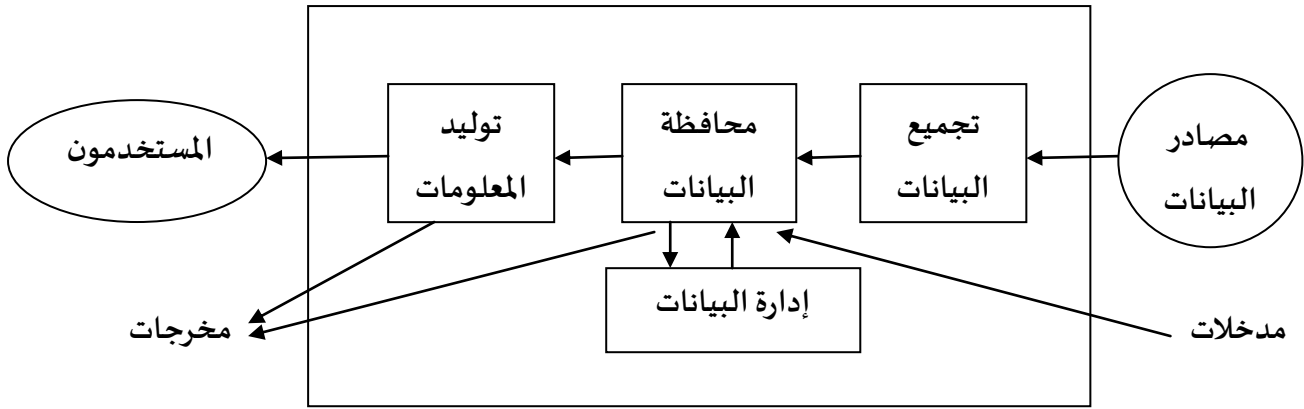 مصادر
البيانات
تجميع
البيانات
محافظة
البيانات
توليد
المعلومات
المستخدمون
إدارة البيانات
مدخلات
مخرجات